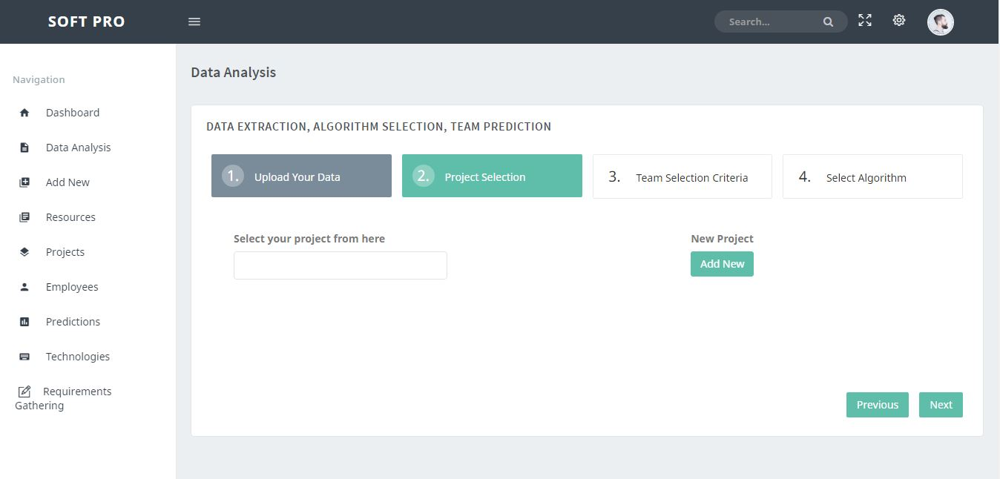 SOFT PRO
Search...
Navigation
Dashboard
Data Analysis
Add New
Resources
Projects
Employees
Predictions
Technologies
Requirements
Gathering
Data Analysis
DATA EXTRACTION, ALGORITHM SELECTION, TEAM PREDICTION
1. Upload Your Data
2. Project Selection
3. Team Selection Criteria
4. Select Algorithm
Select your project from here
New Project
Add New
Previous
Next